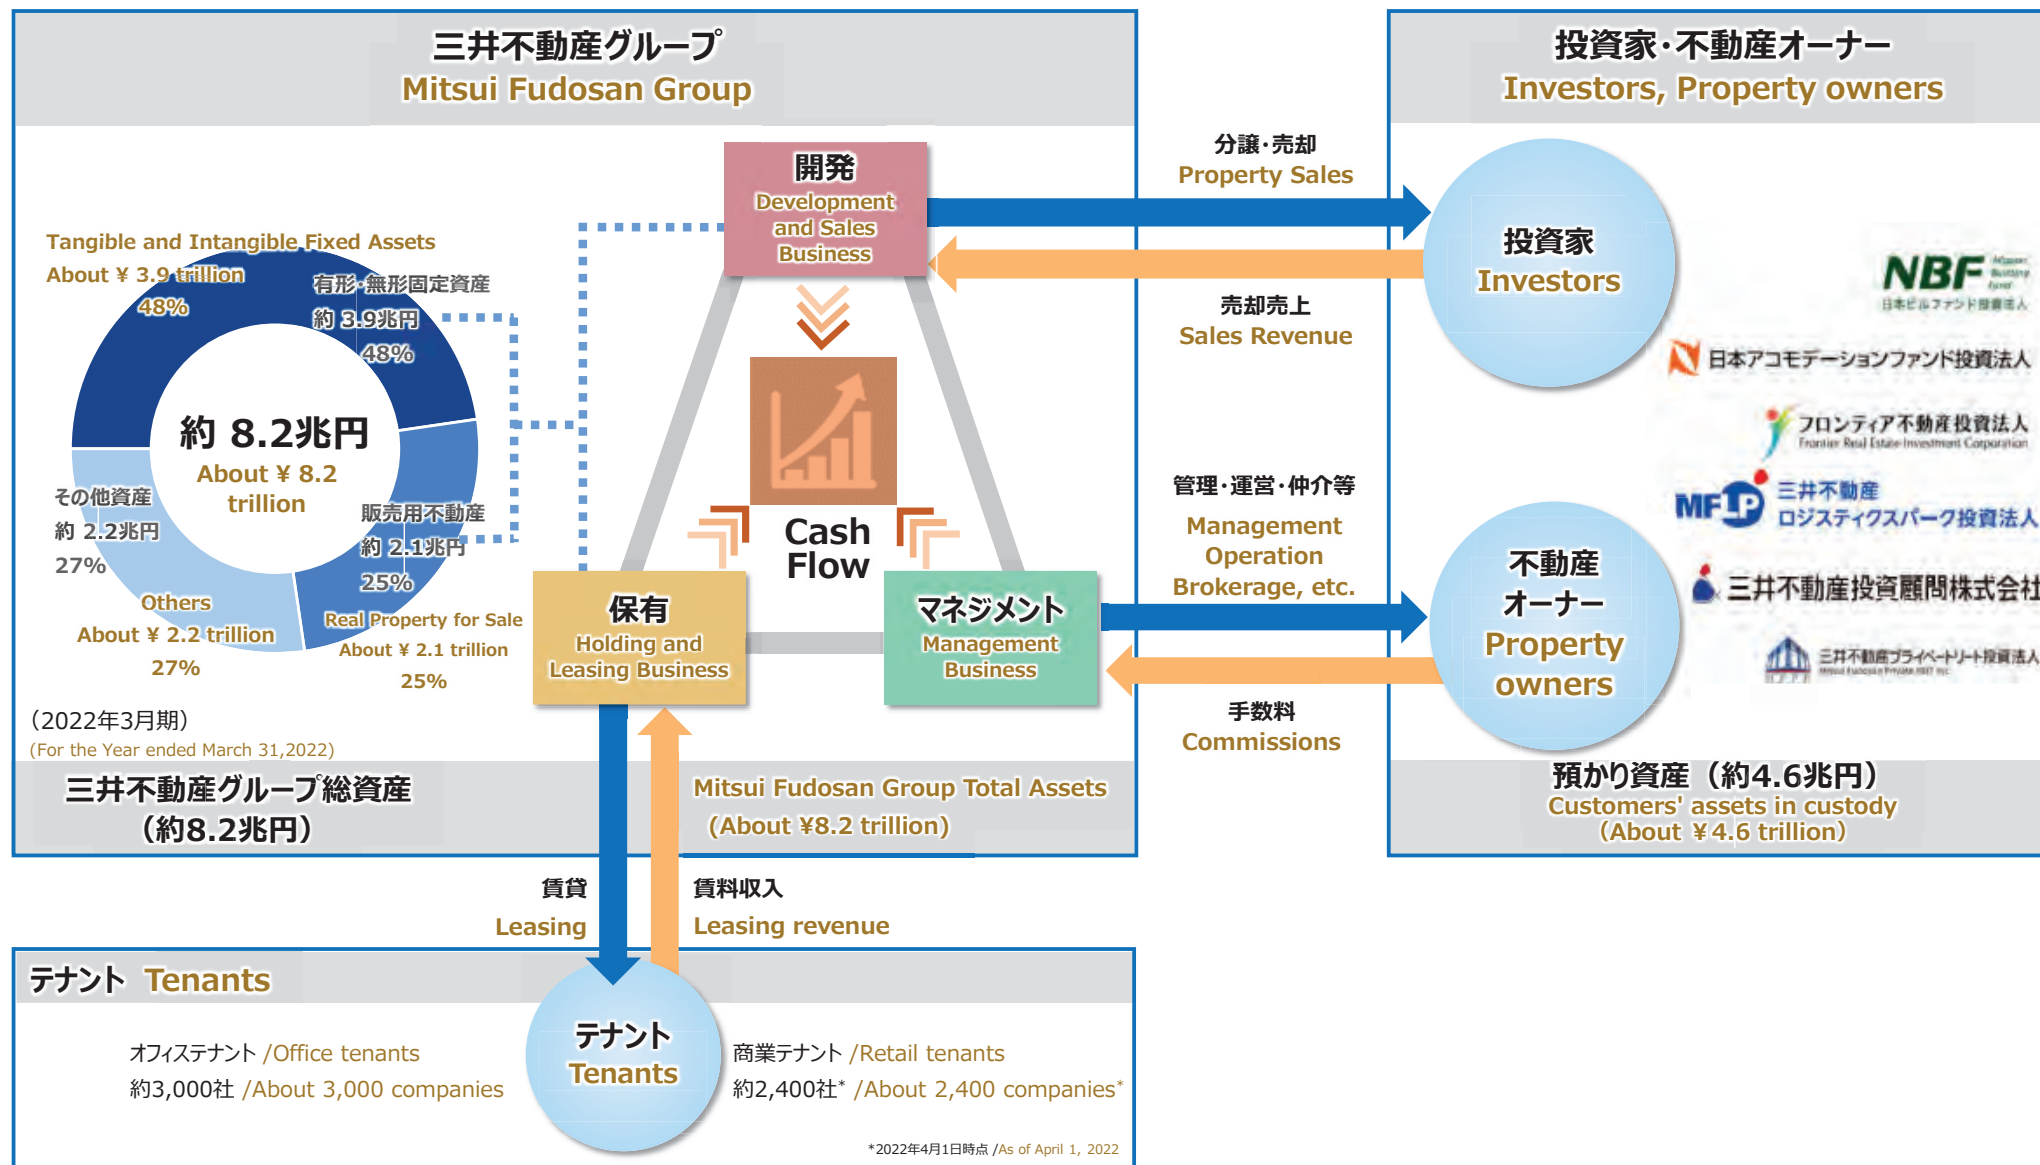 三井不動産グループ
Mitsui Fudosan Group
投資家・不動産オーナー
Investors, Property owners
開発
Development
and Sales
Business
分譲・売却
Property Sales
売却売上
Sales Revenue
投資家
Investors
Tangible and Intangible Fixed Assets
About ¥ 3.9 trillion
48%
有形・無形固定資産
約 3.9兆円
48%
約 8.2兆円
About ¥ 8.2
trillion
その他資産
約 2.2兆円
27%
Others
About ¥ 2.2 trillion
27%
販売用不動産
約 2.1兆円
25%
Real Property for Sale
About ¥ 2.1 trillion
25%
Cash
Flow
保有
Holding and
Leasing Business
マネジメント
Management
Business
管理・運営・仲介等
Management
Operation
Brokerage, etc.
手数料
Commissions
不動産
オーナー
Property
owners
NBF Nippon
Building
Fund
日本ビルファンド投資法人
日本アコモデーションファンド投資法人
フロンティア不動産投資法人
Frontier Real Estate Investment Corporation
MFLP 三井不動産
ロジスティクスパーク投資法人
三井不動産投資顧問株式会社
三井不動産プライベートリート投資法人
Mitsui Fudosan Private REIT Inc.
（2022年3月期）
(For the Year ended March 31,2022)
三井不動産グループ総資産
（約8.2兆円）
Mitsui Fudosan Group Total Assets
(About ¥8.2 trillion)
預かり資産（約4.6兆円）
Customers' assets in custody
（About ¥4.6 trillion）
賃貸
Leasing
賃料収入
Leasing revenue
テナント Tenants
テナント
Tenants
オフィステナント /Office tenants
約3,000社 /About 3,000 companies
商業テナント /Retail tenants
約2,400社* /About 2,400 companies*
*2022年4月1日時点 /As of April 1, 2022